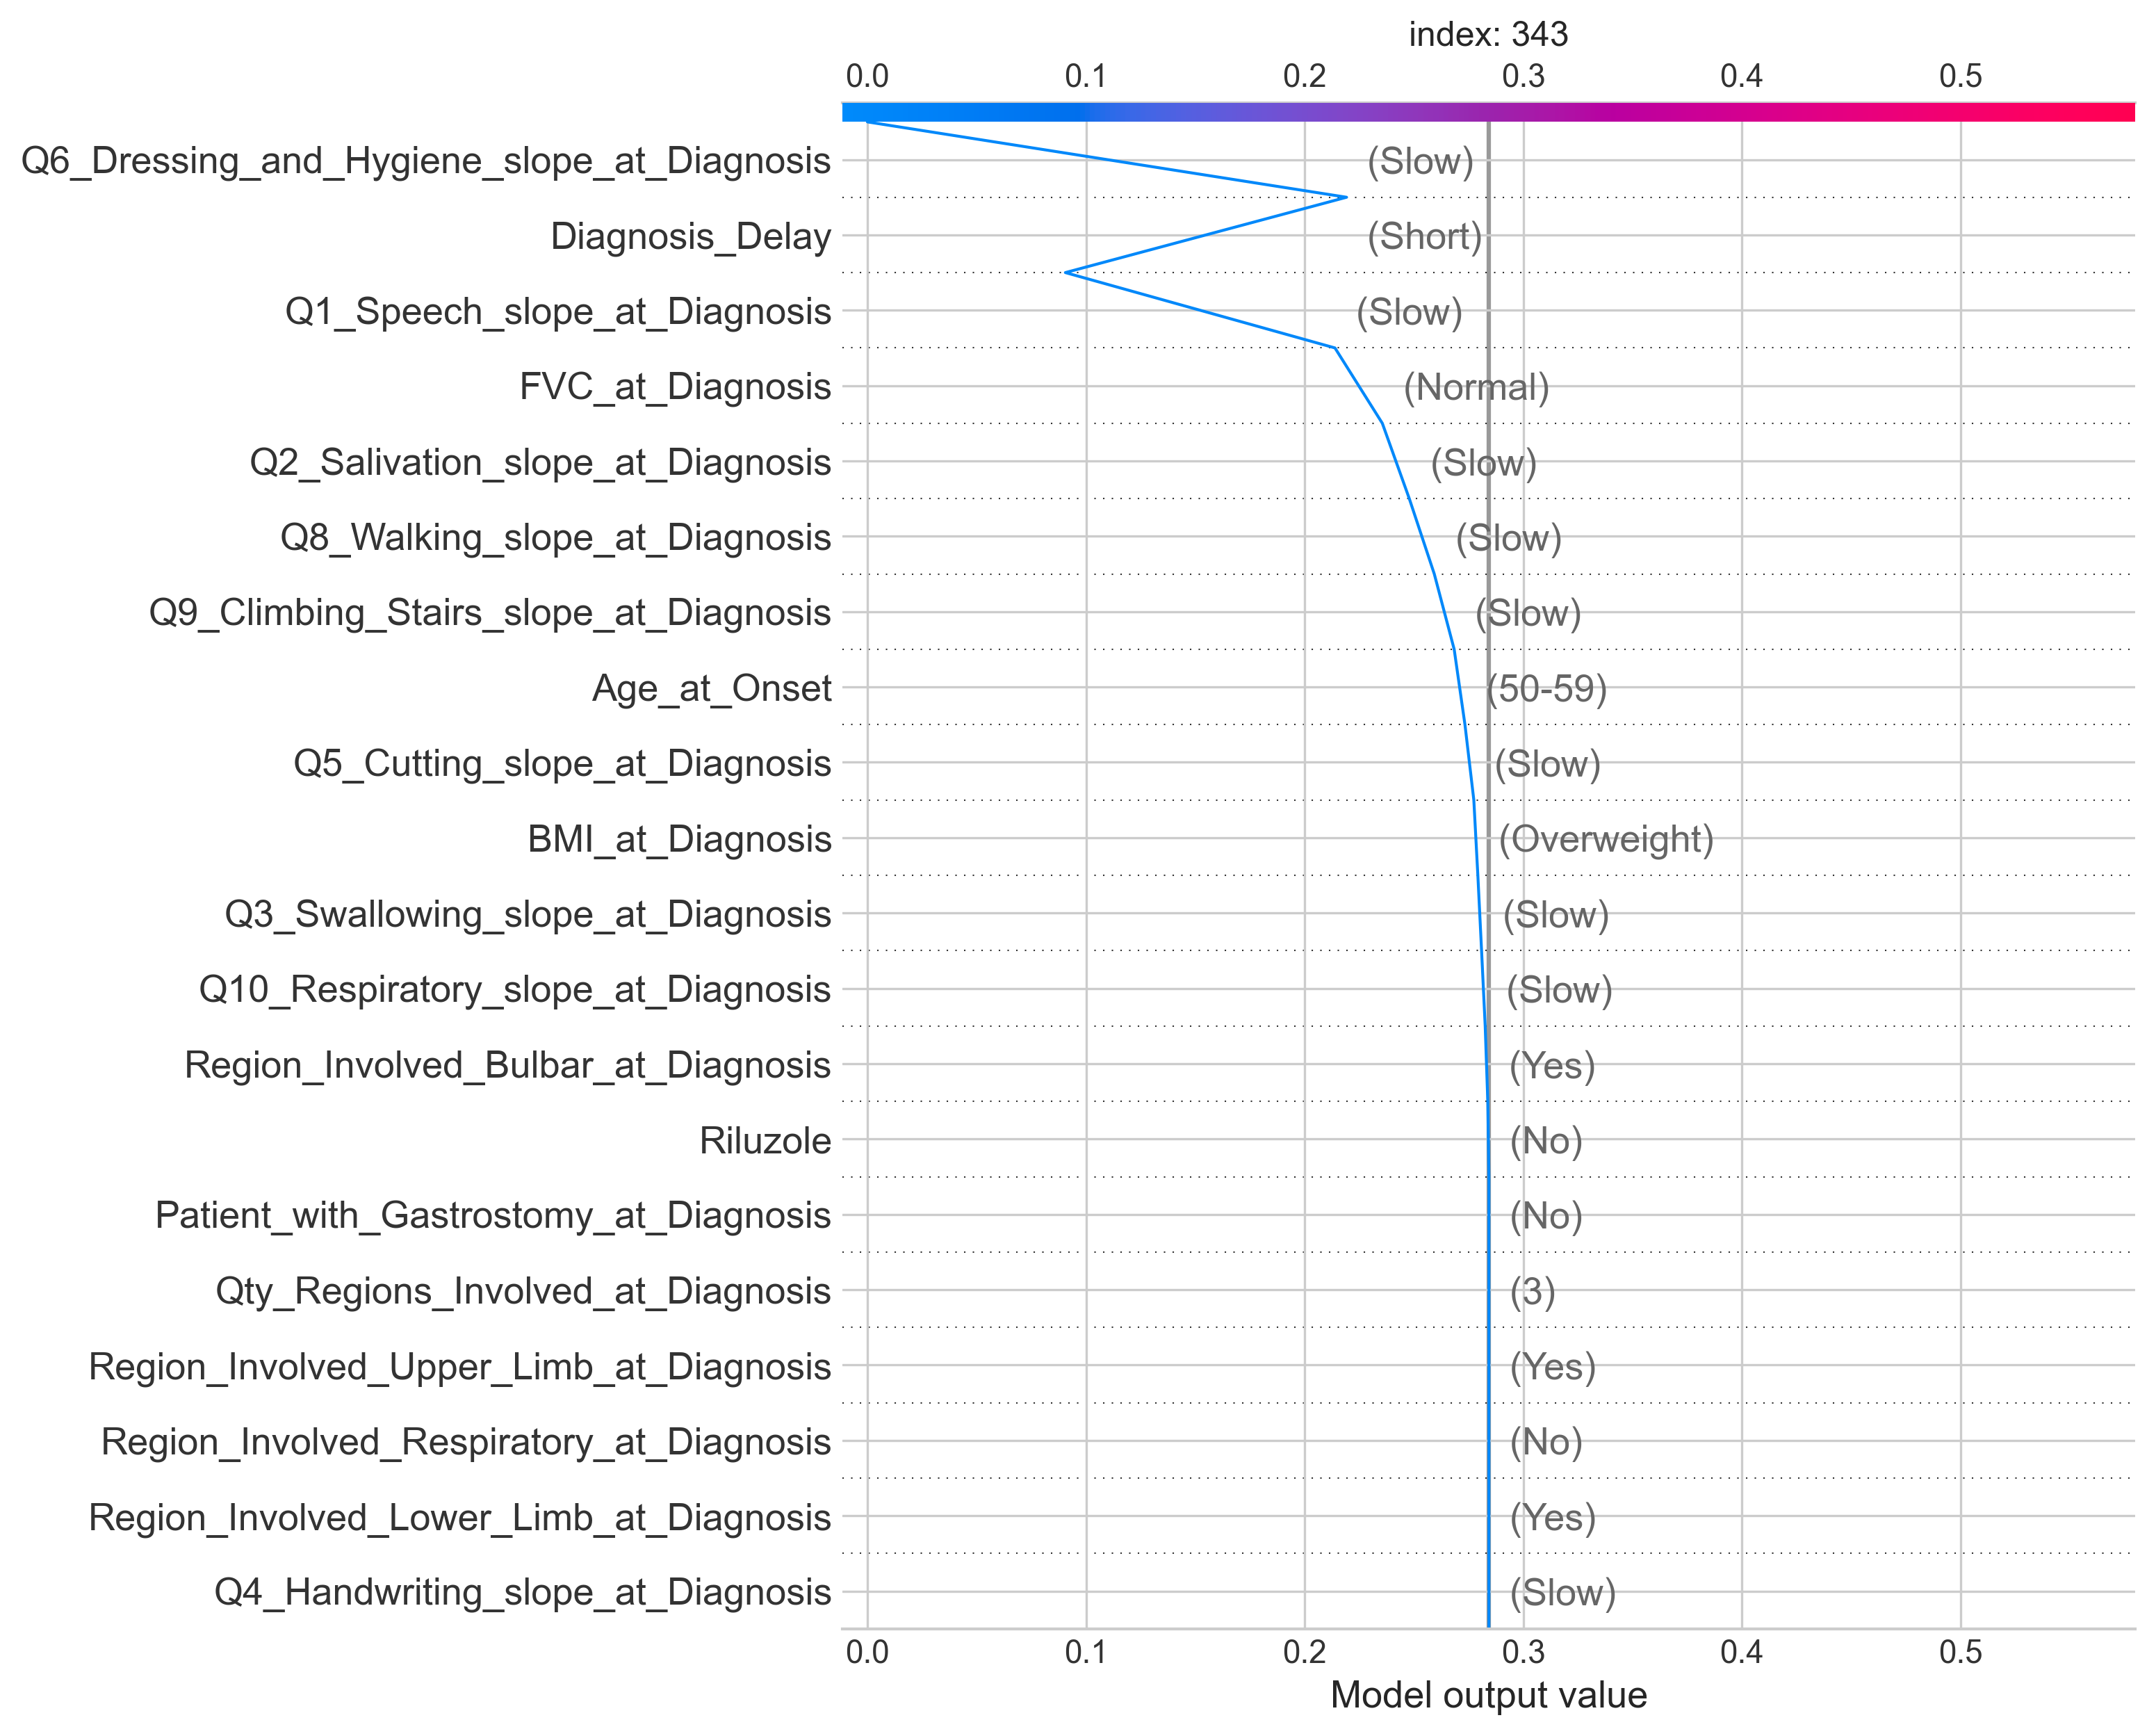 index: 343
0.0 0.1 0.2 0.3 0.4 0.5
Q6_Dressing_and_Hygiene_slope_at_Diagnosis (Slow)
Diagnosis_Delay (Short)
Q1_Speech_slope_at_Diagnosis (Slow)
FVC_at_Diagnosis (Normal)
Q2_Salivation_slope_at_Diagnosis (Slow)
Q8_Walking_slope_at_Diagnosis (Slow)
Q9_Climbing_Stairs_slope_at_Diagnosis (Slow)
Age_at_Onset (50-59)
Q5_Cutting_slope_at_Diagnosis (Slow)
BMI_at_Diagnosis (Overweight)
Q3_Swallowing_slope_at_Diagnosis (Slow)
Q10_Respiratory_slope_at_Diagnosis (Slow)
Region_Involved_Bulbar_at_Diagnosis (Yes)
Riluzole (No)
Patient_with_Gastrostomy_at_Diagnosis (No)
Qty_Regions_Involved_at_Diagnosis (3)
Region_Involved_Upper_Limb_at_Diagnosis (Yes)
Region_Involved_Respiratory_at_Diagnosis (No)
Region_Involved_Lower_Limb_at_Diagnosis (Yes)
Q4_Handwriting_slope_at_Diagnosis (Slow)
0.0 0.1 0.2 0.3 0.4 0.5
Model output value